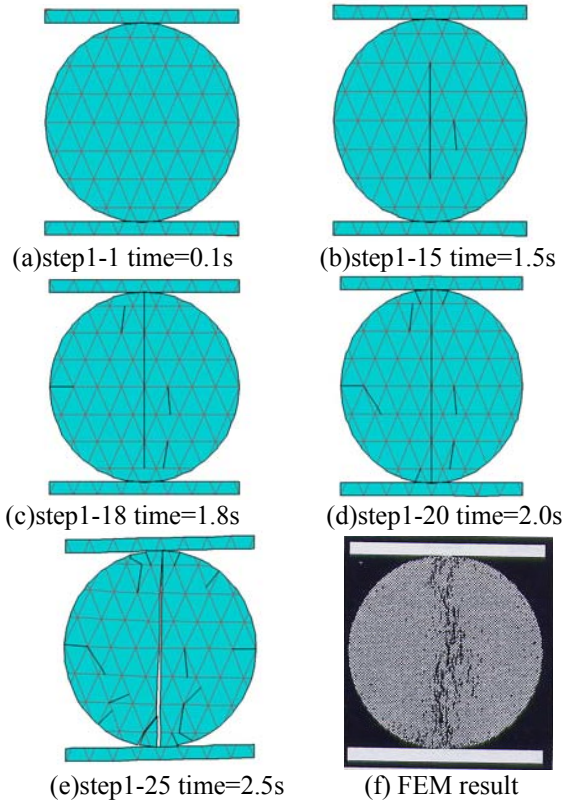 (a)step1-1 time=0.1s
(b)step1-15 time=1.5s
(c)step1-18 time=1.8s
(d)step1-20 time=2.0s
(e)step1-25 time=2.5s
(f) FEM result